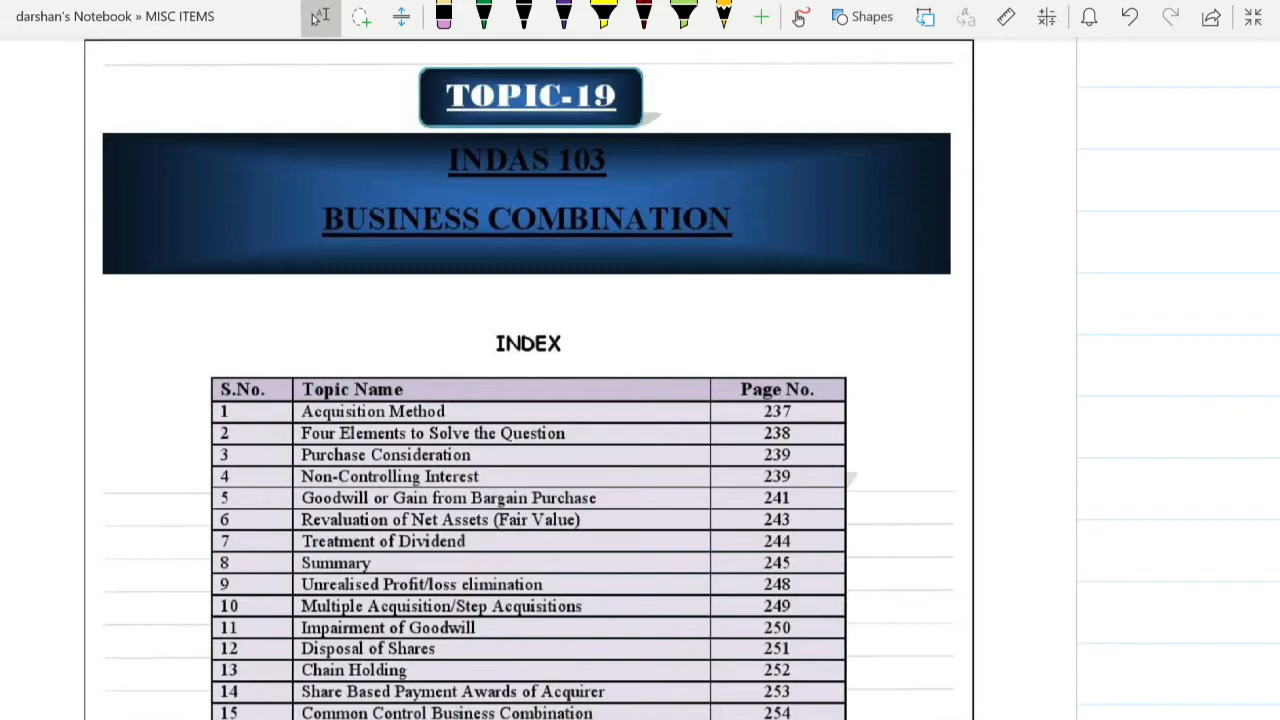 darshan's Notebook » MISC ITEMS
Shapes
TOPIC-19
INDAS 103
BUSINESS COMBINATION
INDEX
S.No. Topic Name Page No.
1 Acquisition Method 237
2 Four Elements to Solve the Question 238
3 Purchase Consideration 239
4 Non-Controlling Interest 239
5 Goodwill or Gain from Bargain Purchase 241
6 Revaluation of Net Assets (Fair Value) 243
7 Treatment of Dividend 244
8 Summary 245
9 Unrealised Profit/loss elimination 248
10 Multiple Acquisition/Step Acquisitions 249
11 Impairment of Goodwill 250
12 Disposal of Shares 251
13 Chain Holding 252
14 Share Based Payment Awards of Acquirer 253
15 Common Control Business Combination 254